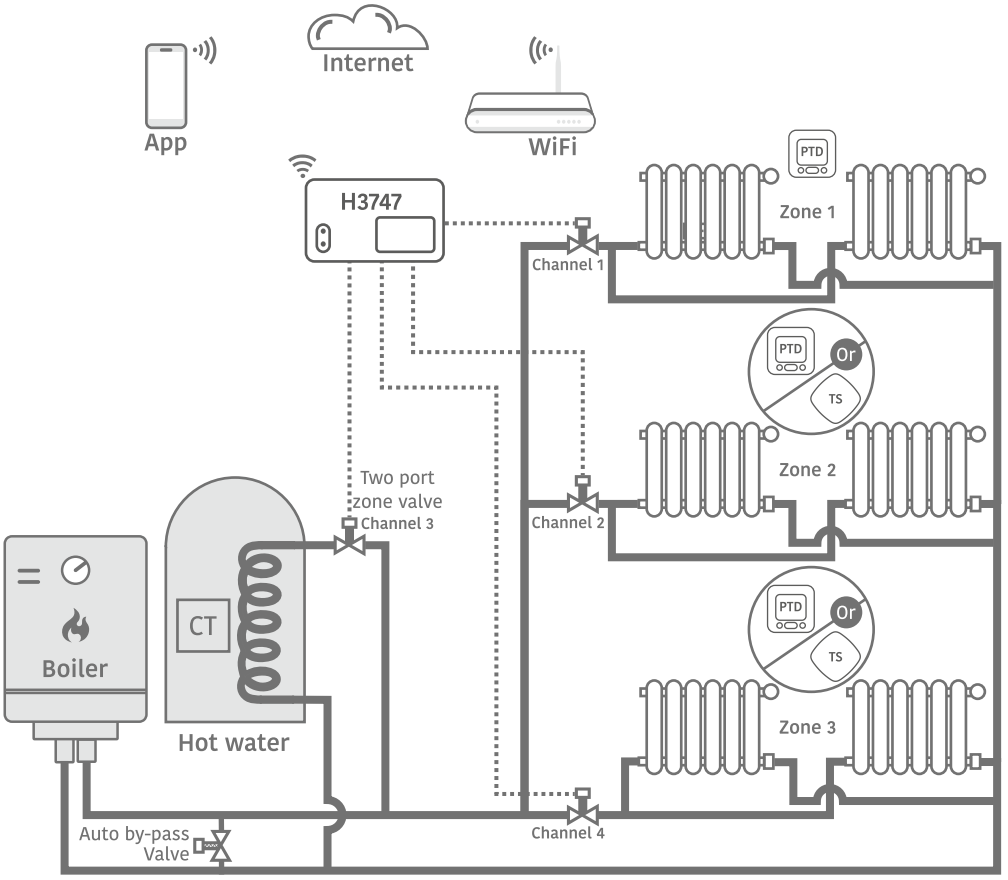 Internet
App
WiFi
H3747
PTD
Zone 1
Channel 1
PTD
Or
TS
Two port
zone valve
Channel 3
Zone 2
Channel 2
PTD
Or
TS
CT
Boiler
Hot water
Zone 3
Channel 4
Auto by-pass
Valve